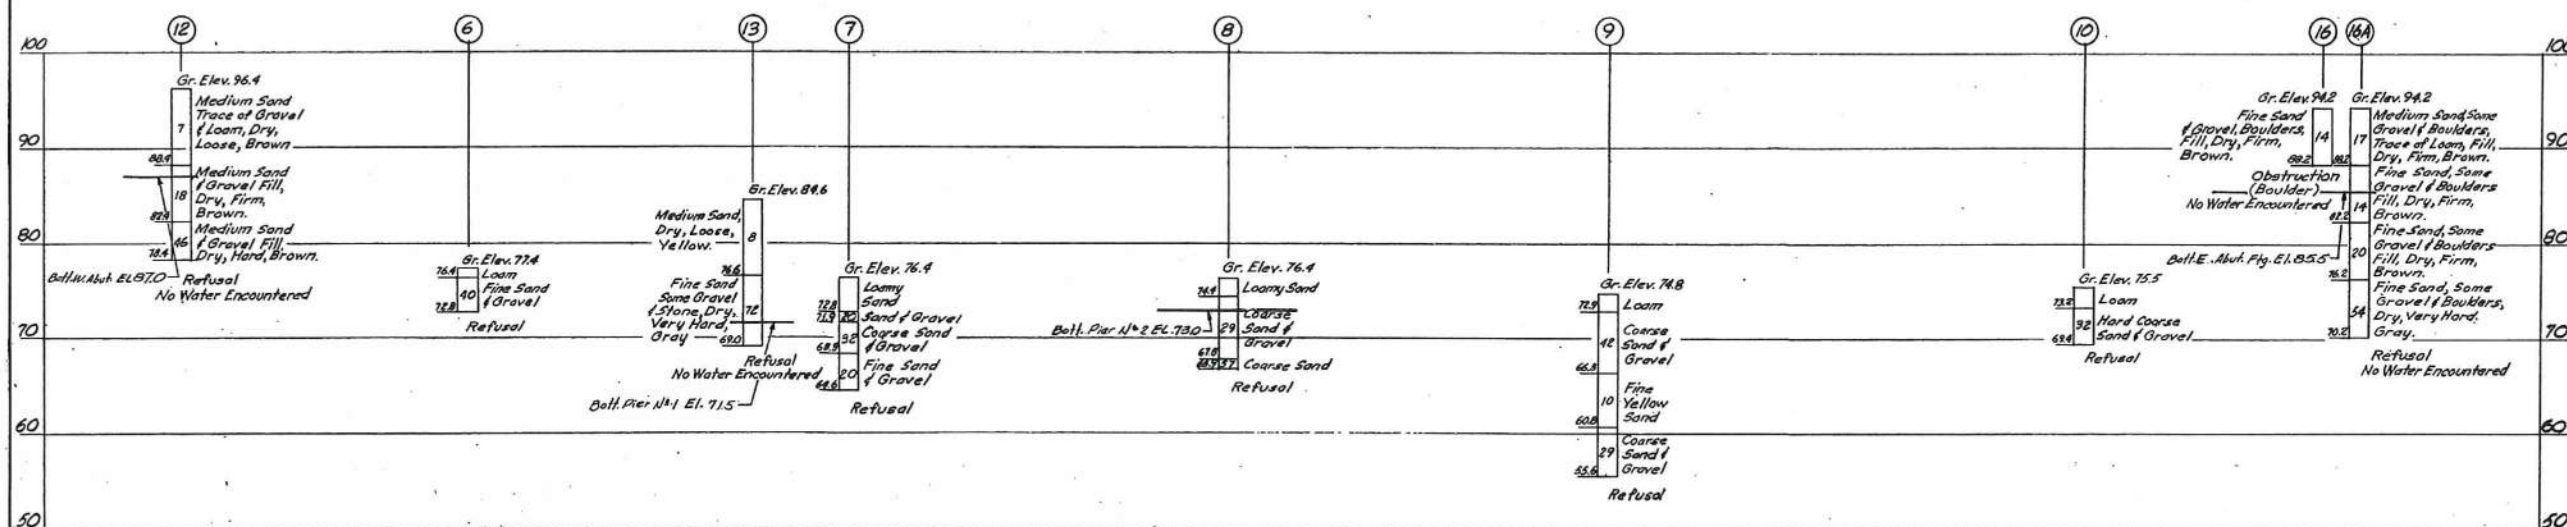 12
6
13
7
8
9
10
16
16A
100
100
90
90
80
80
70
70
60
60
50
50
Gr. Elev. 96.4
Medium Sand
Trace of Gravel
& Loam, Dry,
Loose, Brown
7
88.4
Medium Sand
& Gravel Fill,
Dry, Firm,
Brown.
18
82.4
Medium Sand
& Gravel Fill,
Dry, Hard, Brown.
46
78.4
Bott. W. Abut. El. 87.0
Refusal
No Water Encountered
Gr. Elev. 77.4
76.4
Loam
40
Fine Sand
& Gravel
72.8
Refusal
Gr. Elev. 84.6
Medium Sand,
Dry, Loose,
Yellow.
8
76.6
Fine Sand
Some Gravel
& Stone, Dry,
Very Hard,
Gray
72
69.0
Refusal
No Water Encountered
Bott. Pier Nº 1 El. 71.5
Gr. Elev. 76.4
Loamy
Sand
72.8
71.9
20
Sand & Gravel
Coarse Sand
& Gravel
92
68.9
20
Fine Sand
& Gravel
64.6
Refusal
Gr. Elev. 76.4
74.4
Loamy Sand
Bott. Pier Nº 2 El. 73.0
29
Coarse
Sand &
Gravel
67.8
57
Coarse Sand
Refusal
Gr. Elev. 74.8
72.9
Loam
42
Coarse
Sand &
Gravel
66.3
10
Fine
Yellow
Sand
60.8
29
Coarse
Sand &
Gravel
55.6
Refusal
Gr. Elev. 75.5
73.2
Loam
92
Hard Coarse
Sand & Gravel
69.4
Refusal
Gr. Elev. 94.2
Fine Sand
& Gravel, Boulders,
Fill, Dry, Firm,
Brown.
14
88.2
Obstruction
(Boulder)
No Water Encountered
Gr. Elev. 94.2
17
Medium Sand, Some
Gravel & Boulders,
Trace of Loam, Fill,
Dry, Firm, Brown.
88.2
Fine Sand, Some
Gravel & Boulders
Fill, Dry, Firm,
Brown.
14
82.2
Bott. E. Abut. Ftg. El. 85.5
20
Fine Sand, Some
Gravel & Boulders
Fill, Dry, Firm,
Brown.
76.2
54
Fine Sand, Some
Gravel & Boulders,
Dry, Very Hard,
Gray.
70.2
Refusal
No Water Encountered